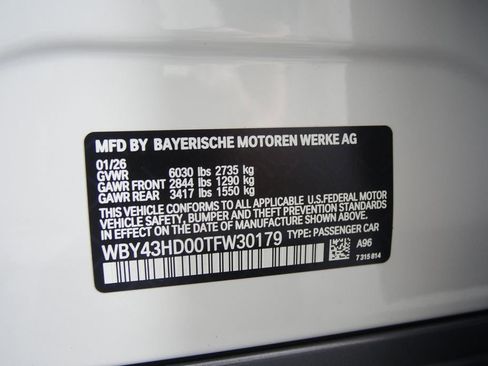 MFD BY BAYERISCHE MOTOREN WERKE AG
01/26
GVWR 6030 lbs 2735 kg
GAWR FRONT 2844 lbs 1290 kg
GAWR REAR 3417 lbs 1550 kg
THIS VEHICLE CONFORMS TO ALL APPLICABLE U.S.FEDERAL MOTOR
VEHICLE SAFETY, BUMPER, AND THEFT PREVENTION STANDARDS
IN EFFECT ON THE DATE OF MANUFACTURE SHOWN ABOVE.
WBY43HD00TFW30179 TYPE: PASSENGER CAR
A96
7 315 814